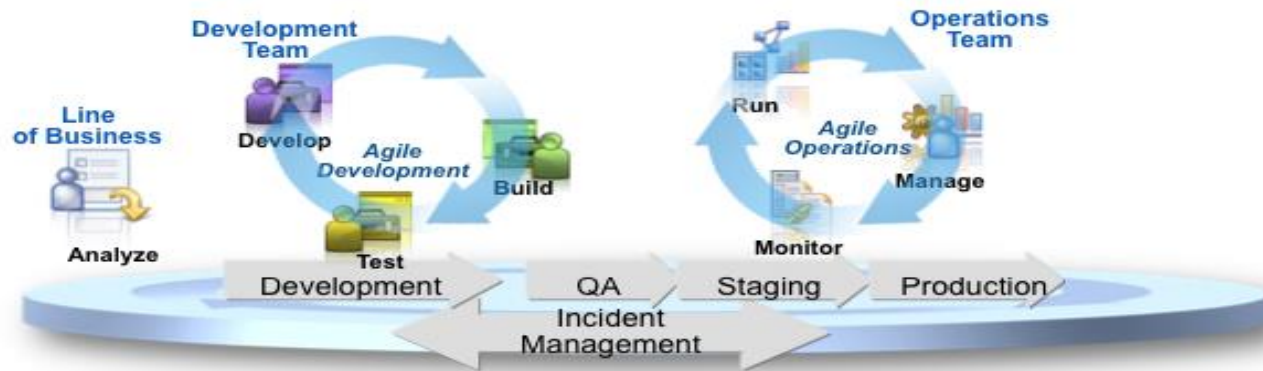 Line
of Business
Analyze
Development
Team
Develop
Agile
Development
Build
Test
Operations
Team
Run
Agile
Operations
Manage
Monitor
Development
QA
Staging
Production
Incident
Management